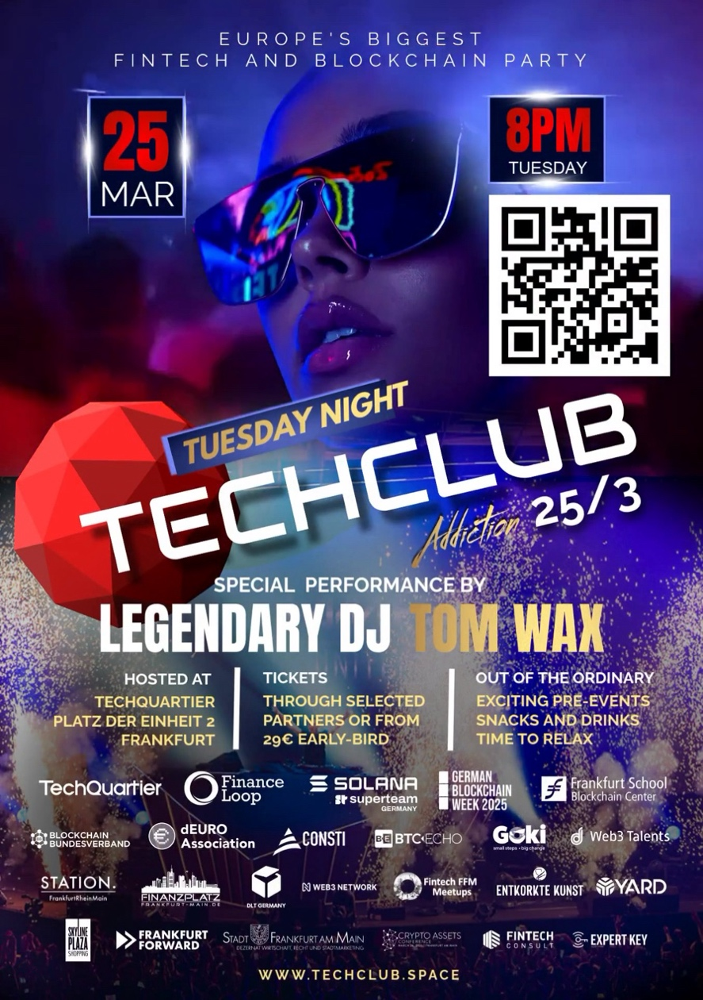 EUROPE'S BIGGEST
FINTECH AND BLOCKCHAIN PARTY
25
MAR
8PM
TUESDAY
TUESDAY NIGHT
TECHCLUB
Addiction 25/3
SPECIAL PERFORMANCE BY
LEGENDARY DJ TOM WAX
HOSTED AT
TECHQUARTIER
PLATZ DER EINHEIT 2
FRANKFURT
TICKETS
THROUGH SELECTED
PARTNERS OR FROM
29€ EARLY-BIRD
OUT OF THE ORDINARY
EXCITING PRE-EVENTS
SNACKS AND DRINKS
TIME TO RELAX
TechQuartier
Finance
Loop
SOLANA
superteam
GERMANY
GERMAN
BLOCKCHAIN
WEEK 2025
Frankfurt School
Blockchain Center
BLOCKCHAIN
BUNDESVERBAND
dEURO
Association
CONSTI
BE BTC ECHO
Goki
small steps • big change
Web3 Talents
STATION.
FrankfurtRheinMain
FINANZPLATZ
FRANKFURT-MAIN.DE
DLT GERMANY
WEB3 NETWORK
Fintech FFM
Meetups
ENTKORKTE KUNST
YARD
SKYLINE
PLAZA
SHOPPING
FRANKFURT
FORWARD
STADT FRANKFURT AM MAIN
DEZERNAT WIRTSCHAFT, RECHT UND STADTMARKETING
CRYPTO ASSETS
CONFERENCE
FINTECH
CONSULT
EXPERT KEY
WWW.TECHCLUB.SPACE